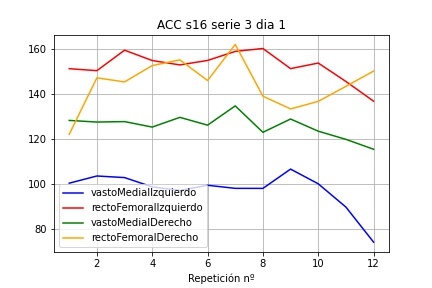 ACC s16 serie 3 dia 1
160
140
120
100
80
vastoMedialIzquierdo
rectoFemoralIzquierdo
vastoMedialDerecho
rectoFemoralDerecho
2 4 6 8 10 12
Repetición nº